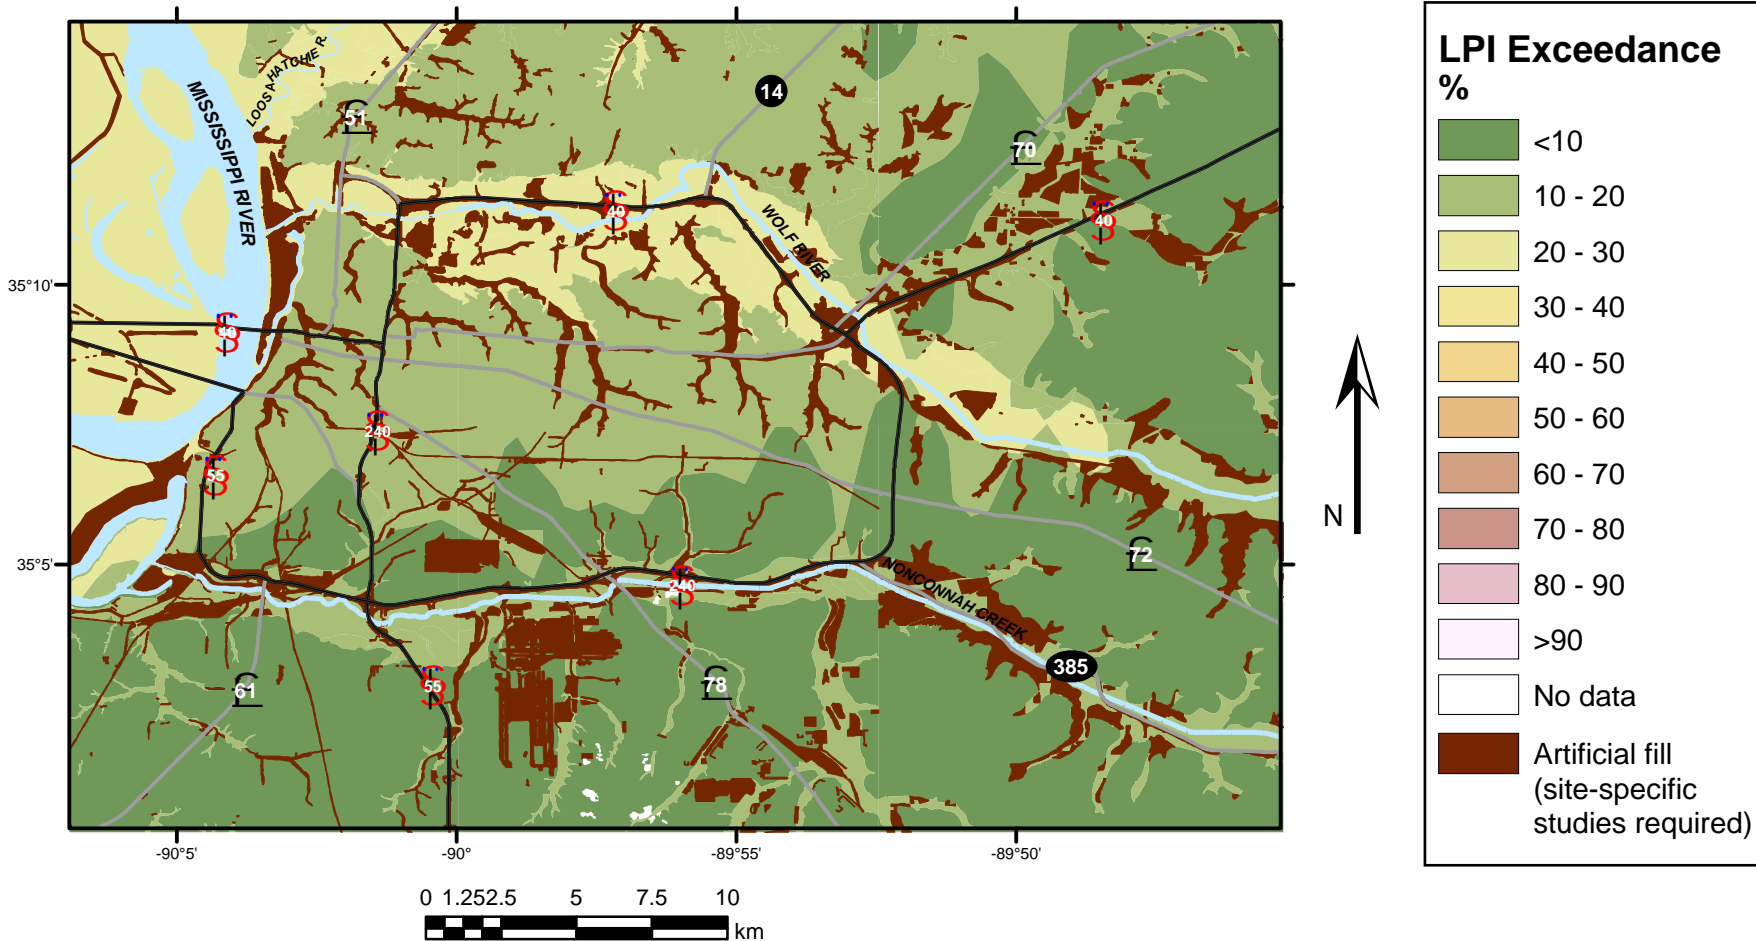 LPI Exceedance
%
<10
10 - 20
20 - 30
30 - 40
40 - 50
50 - 60
60 - 70
70 - 80
80 - 90
>90
No data
Artificial fill
(site-specific
studies required)
MISSISSIPPI RIVER
LOOSAHATCHIE R.
51
14
70
40
40
WOLF RIVER
35°10'
40
240
55
35°5'
72
240
NONCONNAH CREEK
385
61
55
78
N
-90°5'
-90°
-89°55'
-89°50'
0 1.25 2.5 5 7.5 10
km